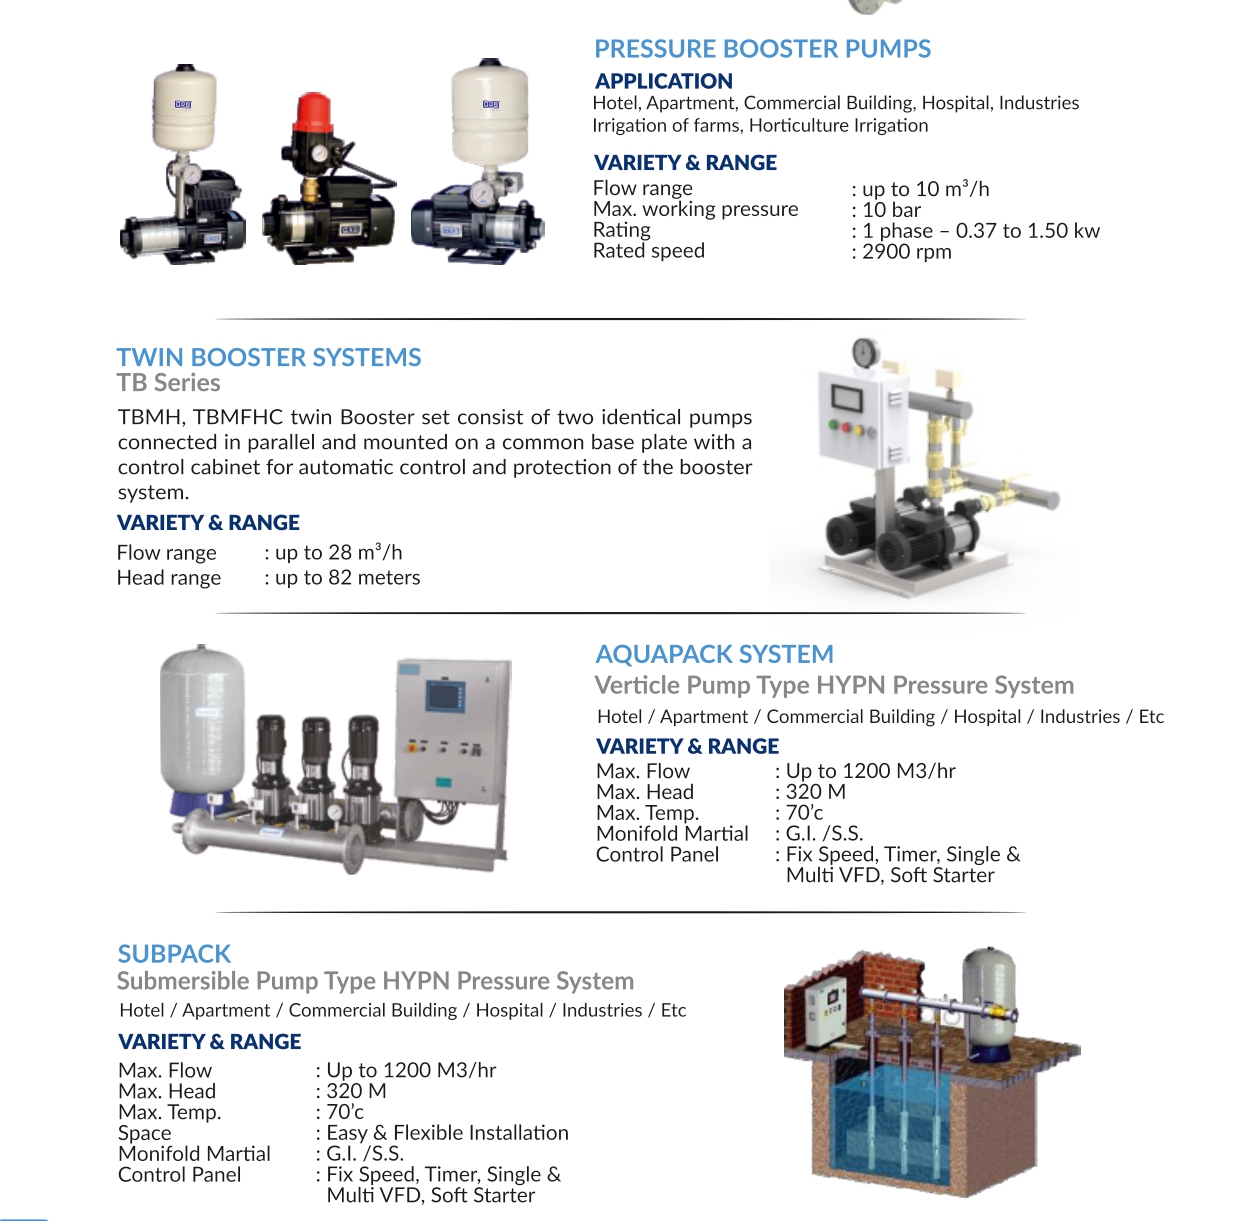 PRESSURE BOOSTER PUMPS
APPLICATION
Hotel, Apartment, Commercial Building, Hospital, Industries
Irrigation of farms, Horticulture Irrigation
VARIETY & RANGE
Flow range : up to 10 m³/h
Max. working pressure : 10 bar
Rating : 1 phase – 0.37 to 1.50 kw
Rated speed : 2900 rpm
TWIN BOOSTER SYSTEMS
TB Series
TBMH, TBMFHC twin Booster set consist of two identical pumps
connected in parallel and mounted on a common base plate with a
control cabinet for automatic control and protection of the booster
system.
VARIETY & RANGE
Flow range : up to 28 m³/h
Head range : up to 82 meters
AQUAPACK SYSTEM
Verticle Pump Type HYPN Pressure System
Hotel / Apartment / Commercial Building / Hospital / Industries / Etc
VARIETY & RANGE
Max. Flow : Up to 1200 M3/hr
Max. Head : 320 M
Max. Temp. : 70’c
Monifold Martial : G.I. /S.S.
Control Panel : Fix Speed, Timer, Single &
Multi VFD, Soft Starter
SUBPACK
Submersible Pump Type HYPN Pressure System
Hotel / Apartment / Commercial Building / Hospital / Industries / Etc
VARIETY & RANGE
Max. Flow : Up to 1200 M3/hr
Max. Head : 320 M
Max. Temp. : 70’c
Space : Easy & Flexible Installation
Monifold Martial : G.I. /S.S.
Control Panel : Fix Speed, Timer, Single &
Multi VFD, Soft Starter